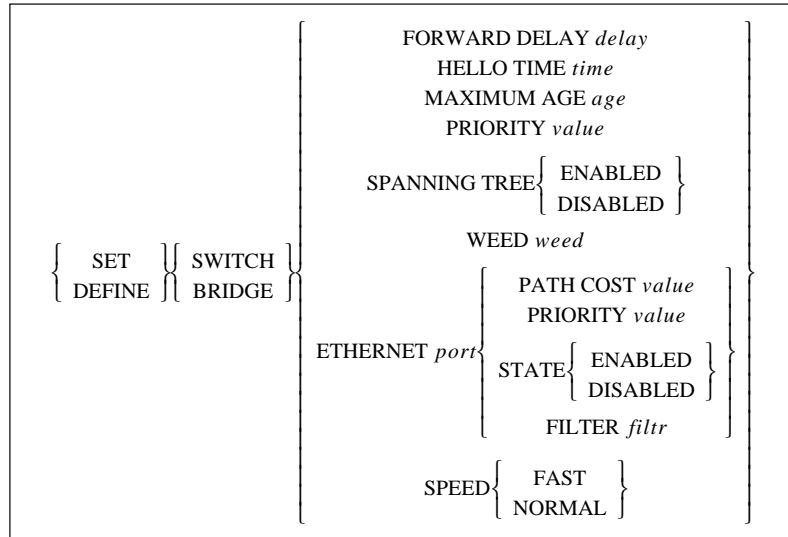 FORWARD DELAY delay
HELLO TIME time
MAXIMUM AGE age
PRIORITY value
SPANNING TREE { ENABLED
DISABLED }
WEED weed
{ SET
DEFINE } { SWITCH
BRIDGE }
ETHERNET port
PATH COST value
PRIORITY value
STATE { ENABLED
DISABLED }
FILTER filtr
SPEED { FAST
NORMAL }